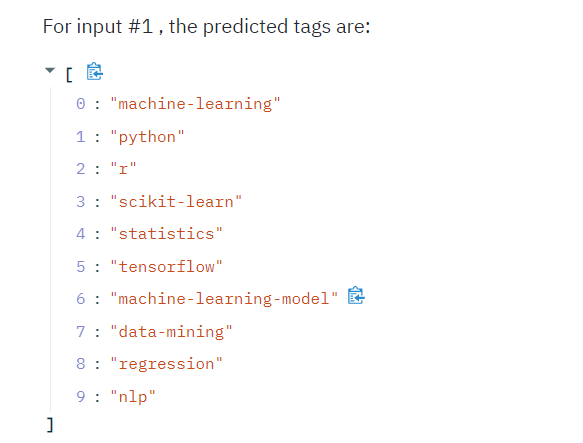 For input #1 , the predicted tags are:
[
0 : "machine-learning"
1 : "python"
2 : "r"
3 : "scikit-learn"
4 : "statistics"
5 : "tensorflow"
6 : "machine-learning-model"
7 : "data-mining"
8 : "regression"
9 : "nlp"
]